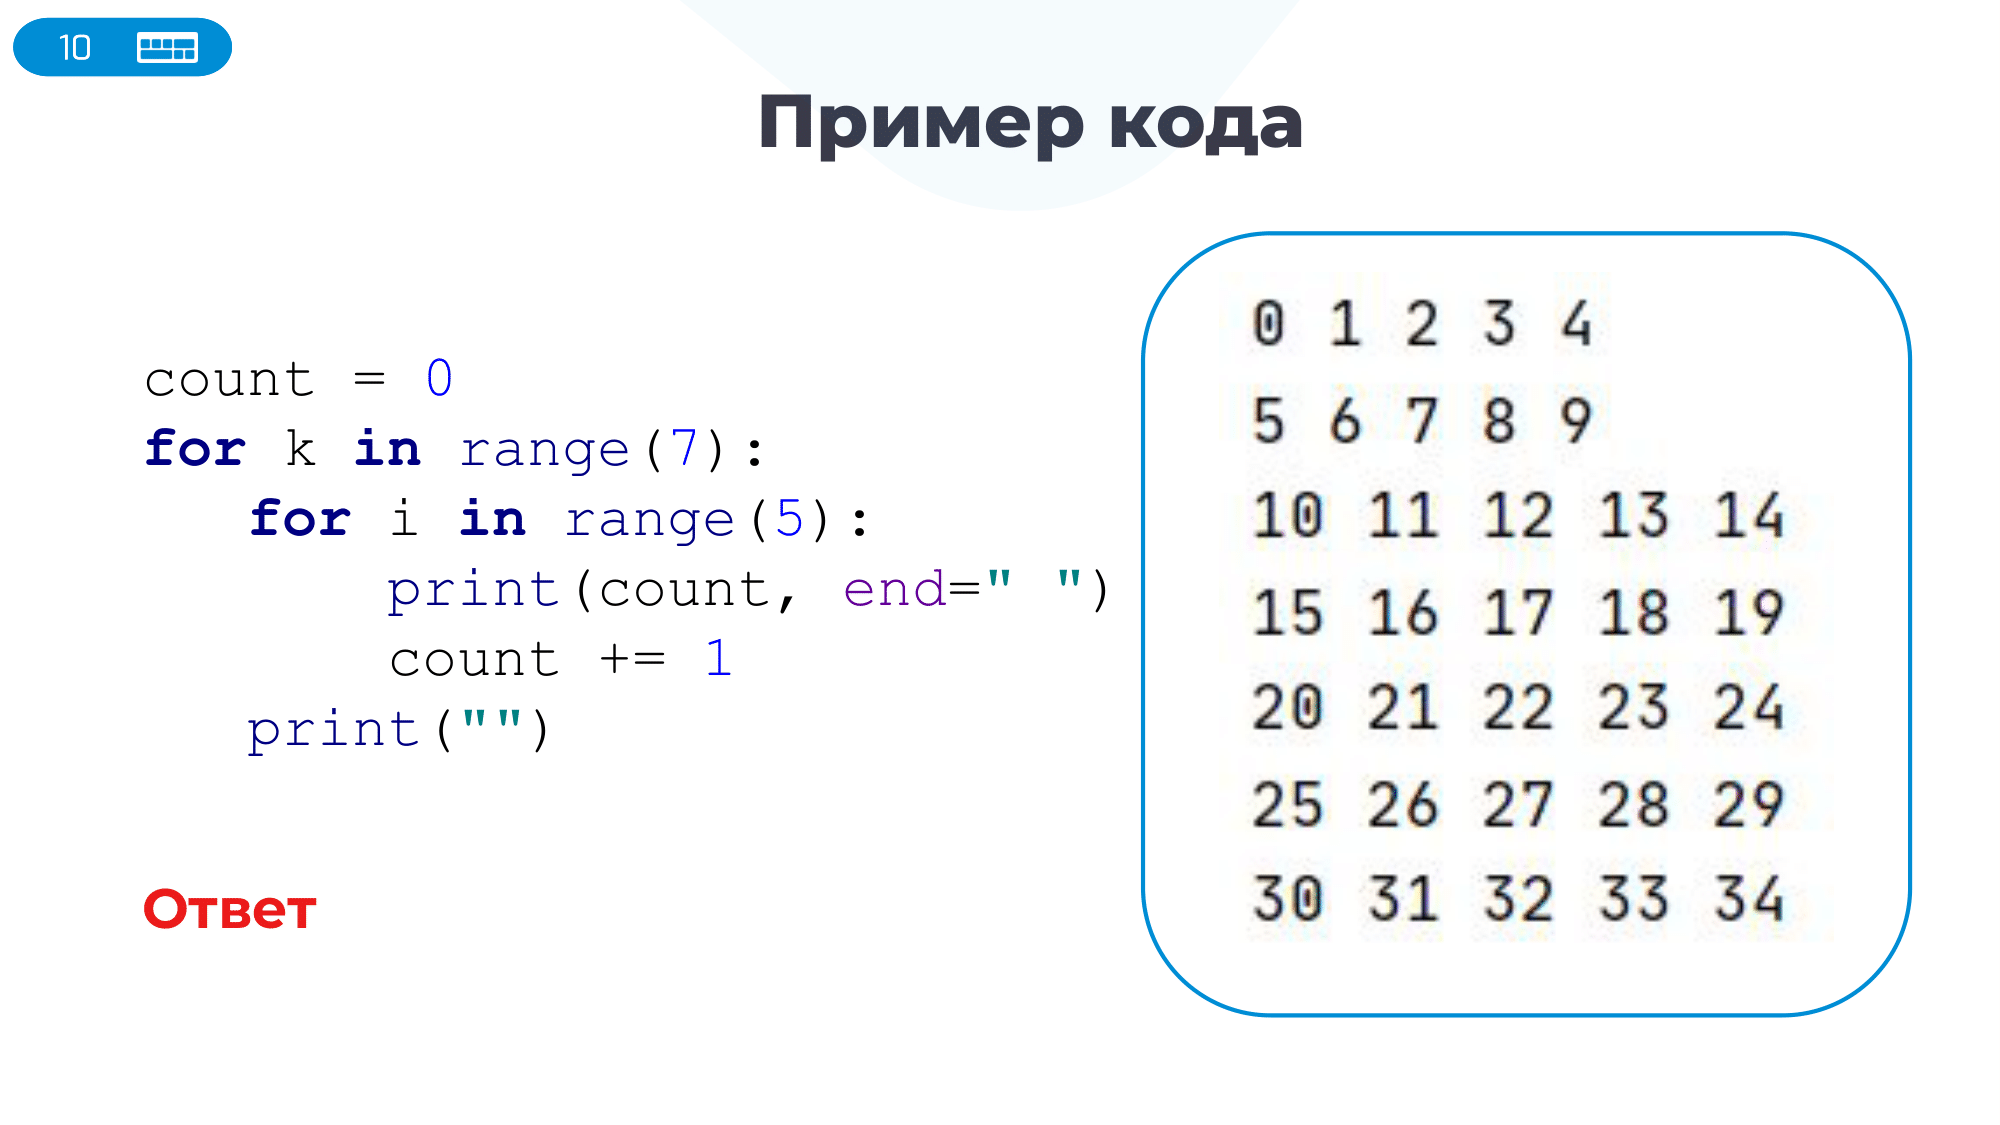 10
Пример кода
count = 0
for k in range(7):
   for i in range(5):
       print(count, end=" ")
       count += 1
   print("")
Ответ
0 1 2 3 4
5 6 7 8 9
10 11 12 13 14
15 16 17 18 19
20 21 22 23 24
25 26 27 28 29
30 31 32 33 34